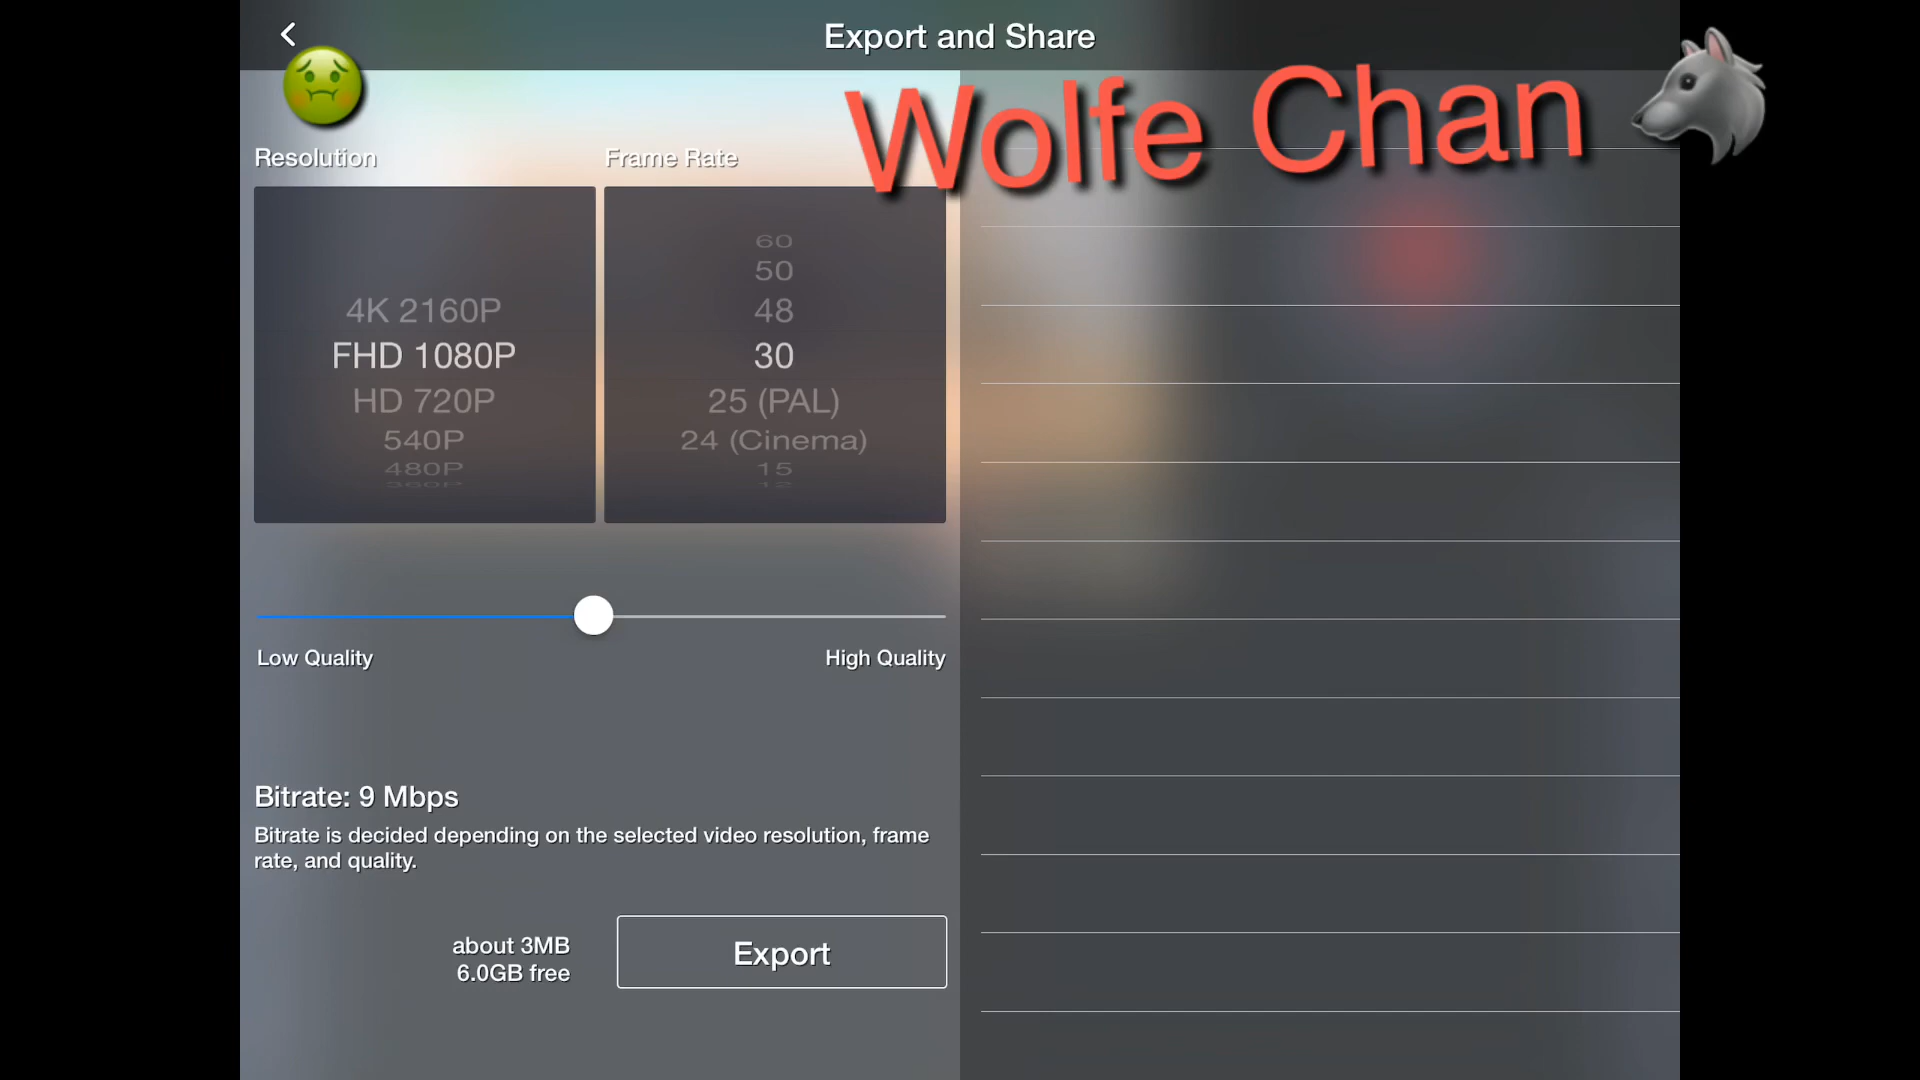 Export and Share
Wolfe Chan
Resolution
Frame Rate
4K 2160P
FHD 1080P
HD 720P
540P
480P
360P
60
50
48
30
25 (PAL)
24 (Cinema)
15
12
Low Quality
High Quality
Bitrate: 9 Mbps
Bitrate is decided depending on the selected video resolution, frame
rate, and quality.
about 3MB
6.0GB free
Export